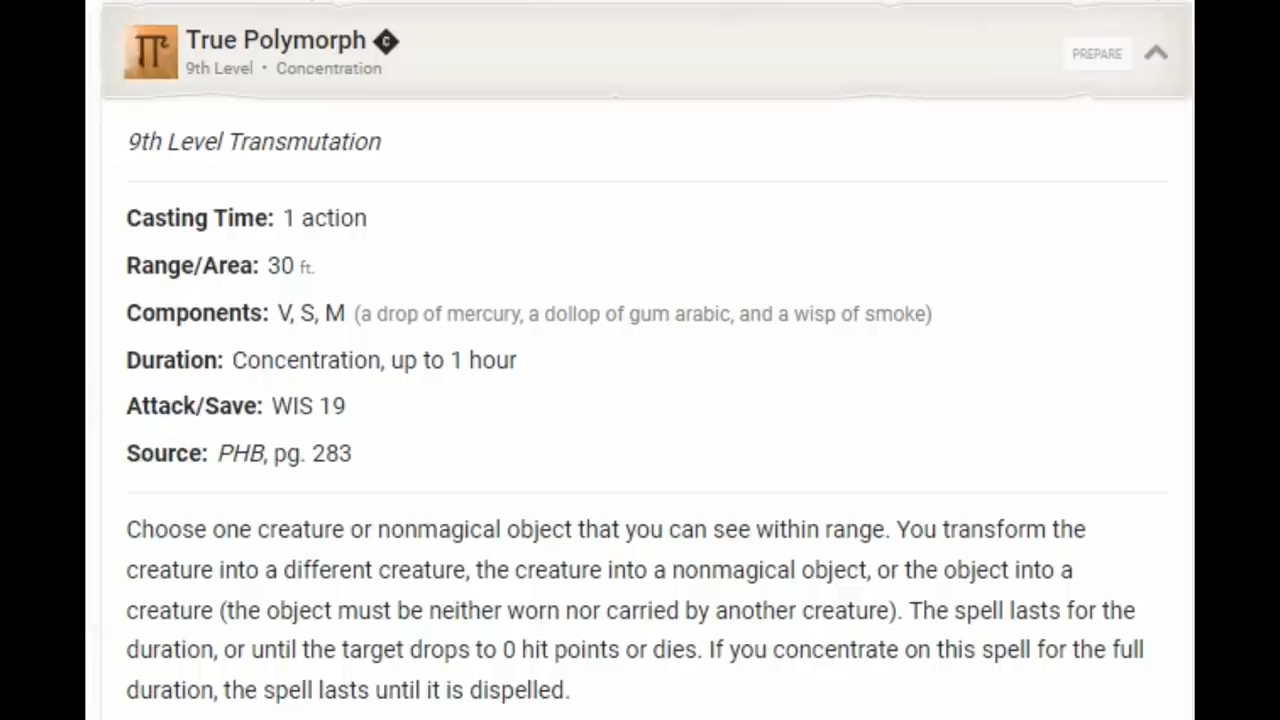 True Polymorph C
9th Level • Concentration
PREPARE
9th Level Transmutation
Casting Time: 1 action
Range/Area: 30 ft.
Components: V, S, M (a drop of mercury, a dollop of gum arabic, and a wisp of smoke)
Duration: Concentration, up to 1 hour
Attack/Save: WIS 19
Source: PHB, pg. 283
Choose one creature or nonmagical object that you can see within range. You transform the
creature into a different creature, the creature into a nonmagical object, or the object into a
creature (the object must be neither worn nor carried by another creature). The spell lasts for the
duration, or until the target drops to 0 hit points or dies. If you concentrate on this spell for the full
duration, the spell lasts until it is dispelled.